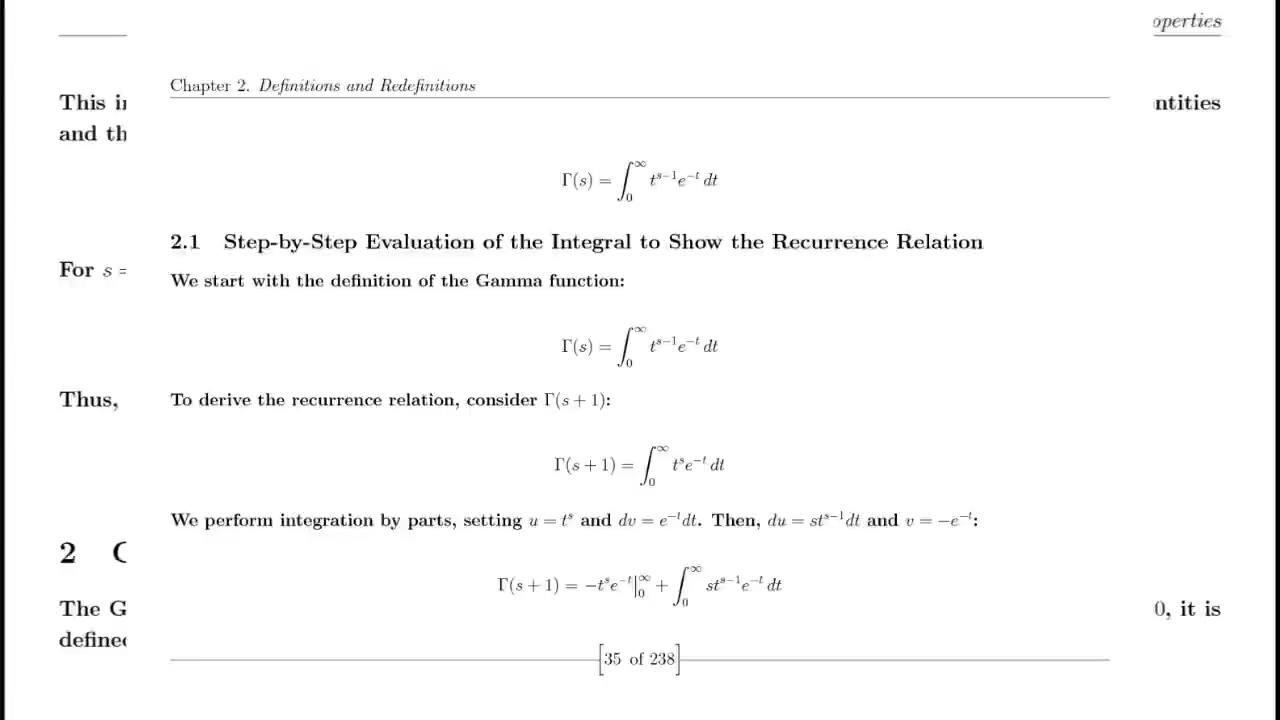 operties
This i
ntities
and th
Chapter 2. Definitions and Redefinitions
Γ(s) = ∫₀^∞ t^{s−1}e^{−t} dt
2.1 Step-by-Step Evaluation of the Integral to Show the Recurrence Relation
For s =
We start with the definition of the Gamma function:
Γ(s) = ∫₀^∞ t^{s−1}e^{−t} dt
Thus,
To derive the recurrence relation, consider Γ(s + 1):
Γ(s + 1) = ∫₀^∞ t^s e^{−t} dt
We perform integration by parts, setting u = t^s and dv = e^{−t}dt. Then, du = st^{s−1}dt and v = −e^{−t}:
2
Γ(s + 1) = −t^s e^{−t}|₀^∞ + ∫₀^∞ st^{s−1}e^{−t} dt
The G
0, it is
define
[35 of 238]